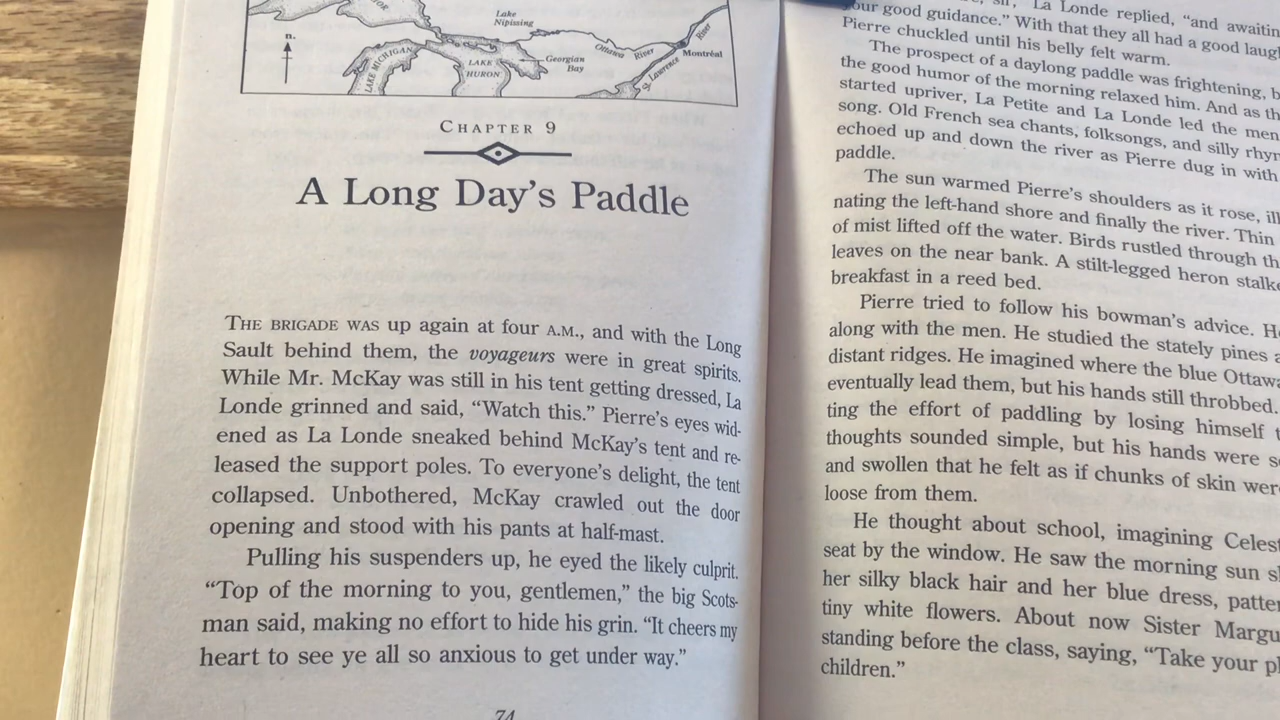 Lake
Nipissing
n.
Ottawa River
River
Montréal
LAKE MICHIGAN
LAKE
HURON
Georgian
Bay
St. Lawrence
CHAPTER 9
A Long Day's Paddle
THE BRIGADE WAS up again at four A.M., and with the Long
Sault behind them, the voyageurs were in great spirits.
While Mr. McKay was still in his tent getting dressed, La
Londe grinned and said, "Watch this." Pierre's eyes wid-
ened as La Londe sneaked behind McKay's tent and re-
leased the support poles. To everyone's delight, the tent
collapsed. Unbothered, McKay crawled out the door
opening and stood with his pants at half-mast.
Pulling his suspenders up, he eyed the likely culprit.
"Top of the morning to you, gentlemen," the big Scots-
man said, making no effort to hide his grin. "It cheers my
heart to see ye all so anxious to get under way."
74
La Londe replied, "and awaitin
your good guidance." With that they all had a good laugh
Pierre chuckled until his belly felt warm.
The prospect of a daylong paddle was frightening, b
the good humor of the morning relaxed him. And as th
started upriver, La Petite and La Londe led the men
song. Old French sea chants, folksongs, and silly rhym
echoed up and down the river as Pierre dug in with
paddle.
The sun warmed Pierre's shoulders as it rose, ill
nating the left-hand shore and finally the river. Thin
of mist lifted off the water. Birds rustled through th
leaves on the near bank. A stilt-legged heron stalke
breakfast in a reed bed.
Pierre tried to follow his bowman's advice. He
along with the men. He studied the stately pines a
distant ridges. He imagined where the blue Ottawa
eventually lead them, but his hands still throbbed.
ting the effort of paddling by losing himself t
thoughts sounded simple, but his hands were s
and swollen that he felt as if chunks of skin wer
loose from them.
He thought about school, imagining Celest
seat by the window. He saw the morning sun s
her silky black hair and her blue dress, patter
tiny white flowers. About now Sister Margu
standing before the class, saying, "Take your pl
children."